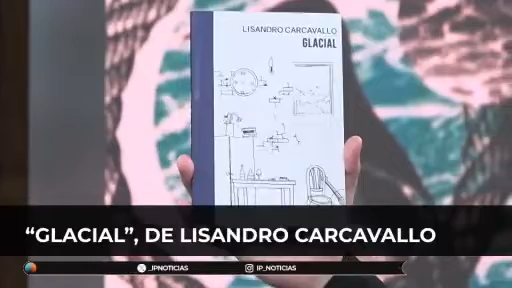 LISANDRO CARCAVALLO
GLACIAL
“GLACIAL”, DE LISANDRO CARCAVALLO
_IPNOTICIAS
IP_NOTICIAS